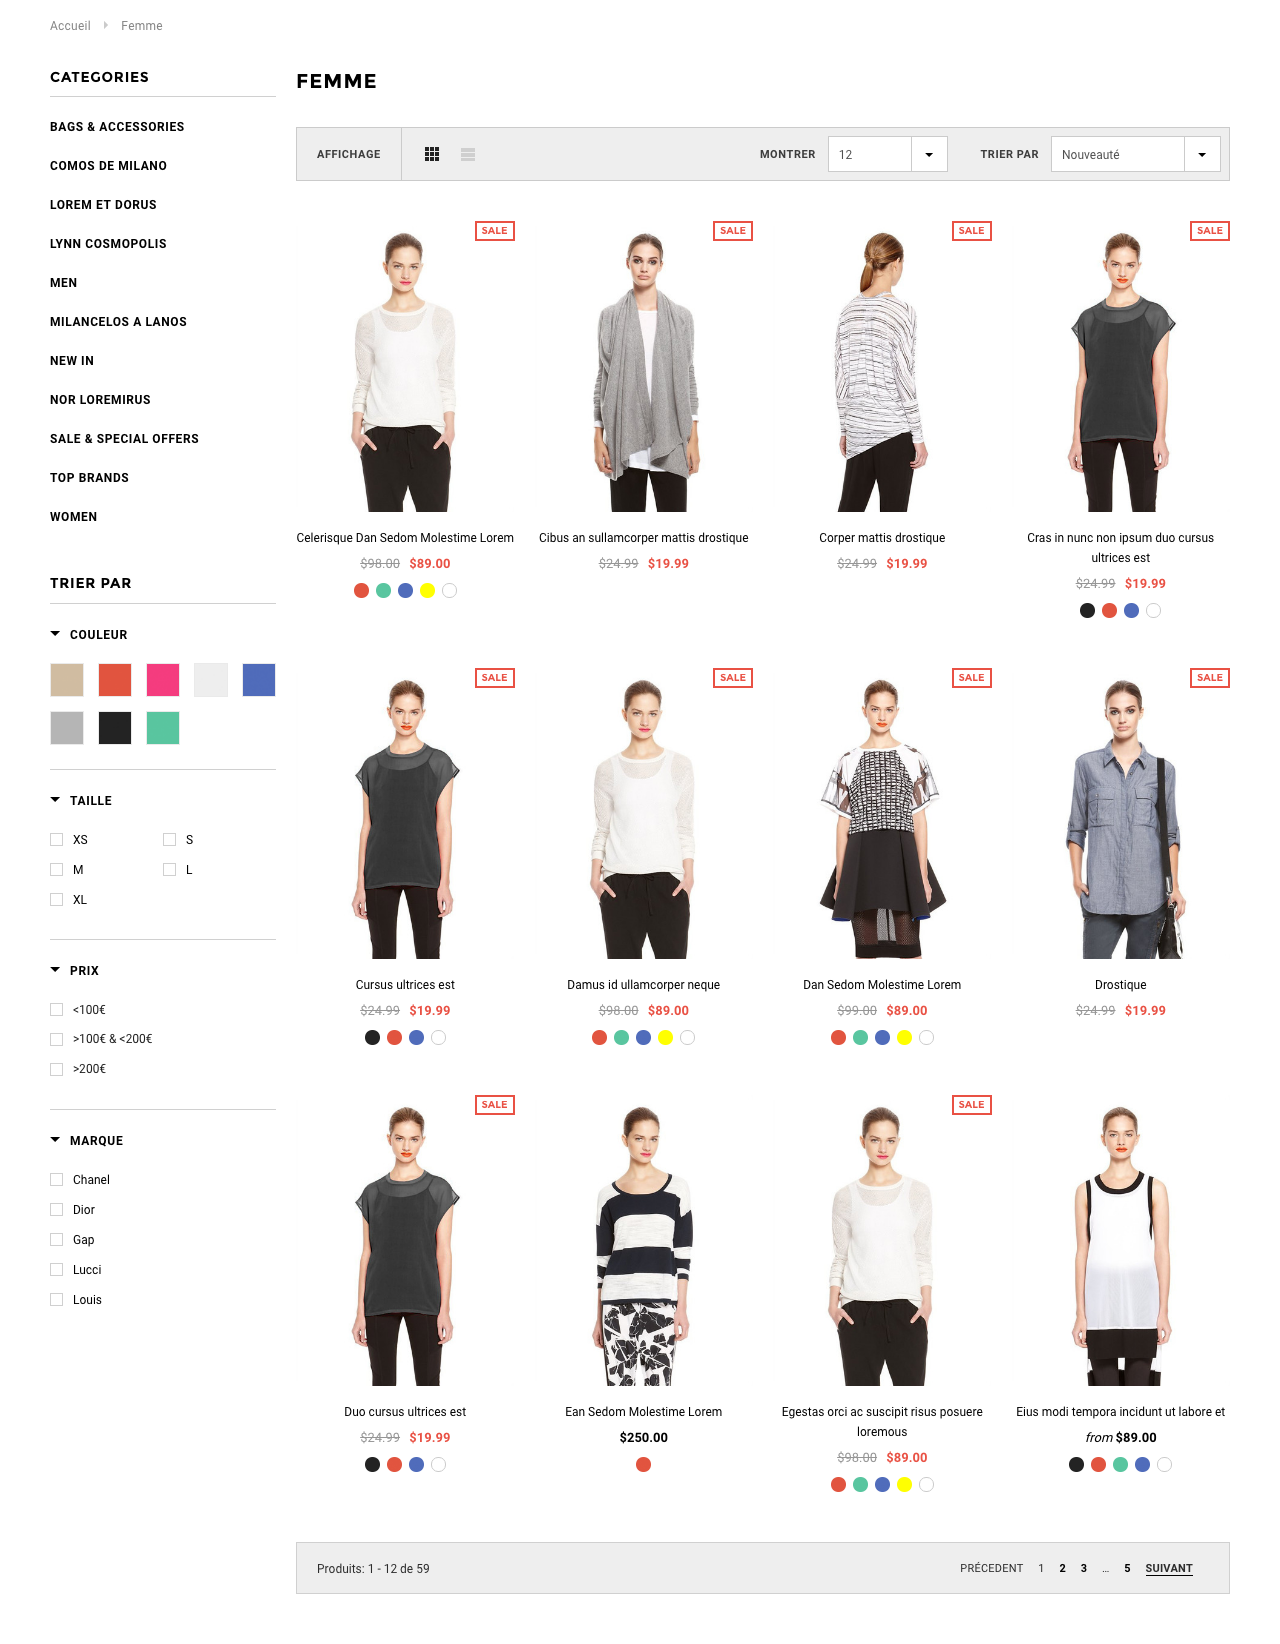 Accueil Femme
CATEGORIES
BAGS & ACCESSORIES
COMOS DE MILANO
LOREM ET DORUS
LYNN COSMOPOLIS
MEN
MILANCELOS A LANOS
NEW IN
NOR LOREMIRUS
SALE & SPECIAL OFFERS
TOP BRANDS
WOMEN
TRIER PAR
COULEUR
TAILLE
XS S
M L
XL
PRIX
<100€
>100€ & <200€
>200€
MARQUE
Chanel
Dior
Gap
Lucci
Louis
FEMME
AFFICHAGE MONTRER 12 TRIER PAR Nouveauté
SALE
Celerisque Dan Sedom Molestime Lorem
$98.00 $89.00
SALE
Cibus an sullamcorper mattis drostique
$24.99 $19.99
SALE
Corper mattis drostique
$24.99 $19.99
SALE
Cras in nunc non ipsum duo cursus
ultrices est
$24.99 $19.99
SALE
Cursus ultrices est
$24.99 $19.99
SALE
Damus id ullamcorper neque
$98.00 $89.00
SALE
Dan Sedom Molestime Lorem
$99.00 $89.00
SALE
Drostique
$24.99 $19.99
SALE
Duo cursus ultrices est
$24.99 $19.99
Ean Sedom Molestime Lorem
$250.00
SALE
Egestas orci ac suscipit risus posuere
loremous
$98.00 $89.00
Eius modi tempora incidunt ut labore et
from $89.00
Produits: 1 - 12 de 59
PRÉCEDENT 1 2 3 ... 5 SUIVANT